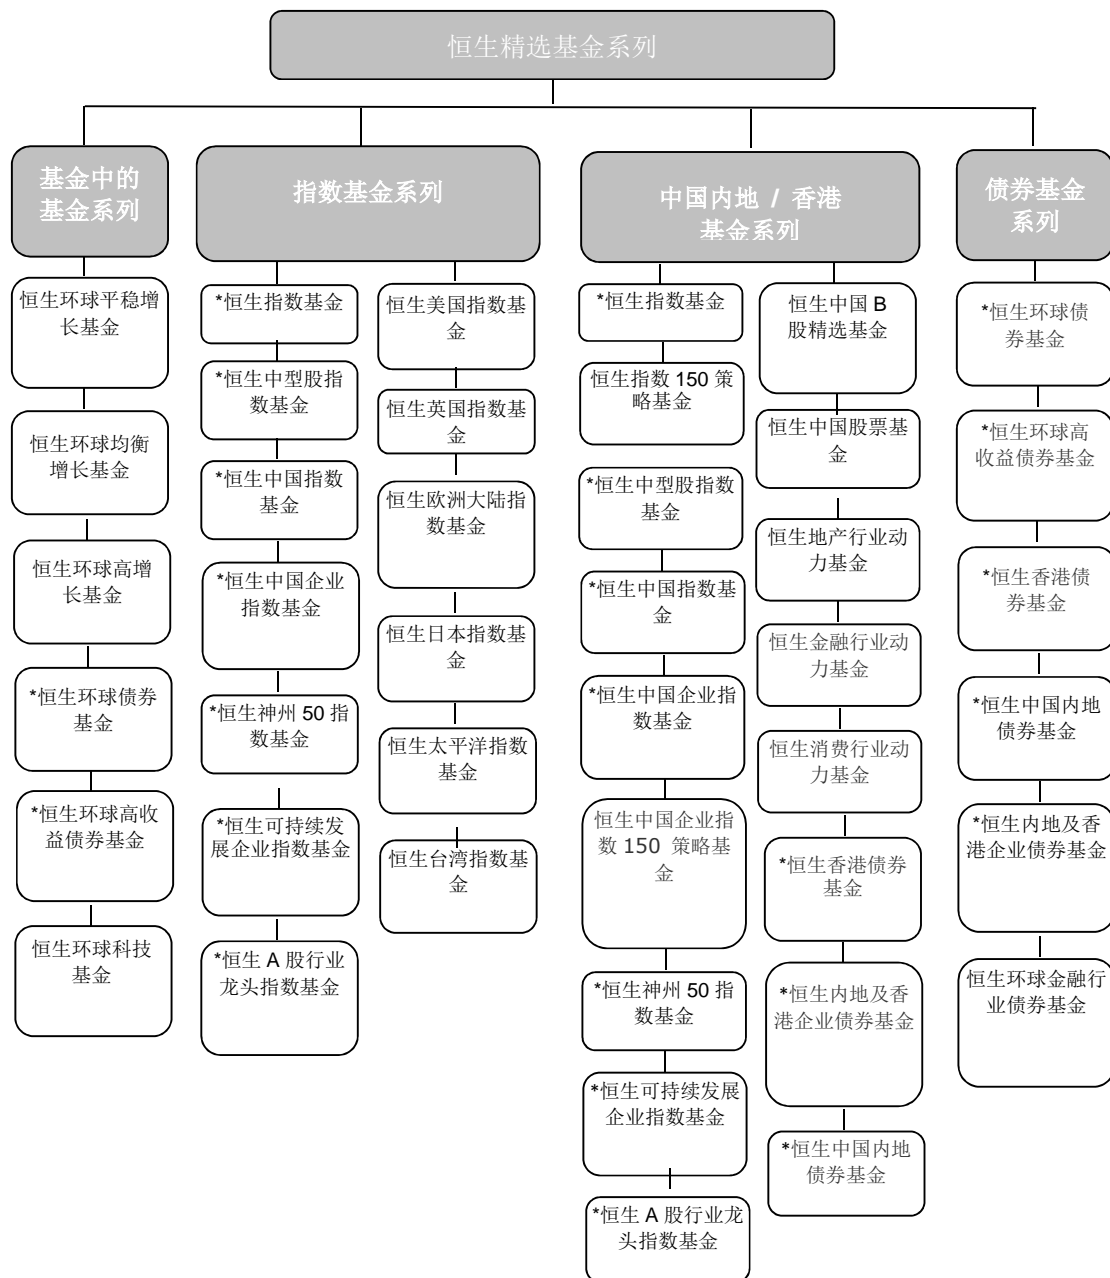 恒生精选基金系列
基金中的
基金系列
恒生环球平稳增
长基金
恒生环球均衡
增长基金
恒生环球高增
长基金
*恒生环球债券
基金
*恒生环球高收
益债券基金
恒生环球科技
基金
指数基金系列
*恒生指数基金
*恒生中型股指
数基金
*恒生中国指数
基金
*恒生中国企业
指数基金
*恒生神州 50 指
数基金
*恒生可持续发
展企业指数基金
*恒生 A 股行业
龙头指数基金
恒生美国指数基
金
恒生英国指数基
金
恒生欧洲大陆指
数基金
恒生日本指数基
金
恒生太平洋指数
基金
恒生台湾指数基
金
中国内地 / 香港
基金系列
*恒生指数基金
恒生指数 150 策
略基金
*恒生中型股指数
基金
*恒生中国指数基
金
*恒生中国企业指
数基金
恒生中国企业指
数 150 策略基
金
*恒生神州 50 指
数基金
*恒生可持续发展
企业指数基金
*恒生 A 股行业龙
头指数基金
恒生中国 B
股精选基金
恒生中国股票基
金
恒生地产行业动
力基金
恒生金融行业动
力基金
恒生消费行业动
力基金
*恒生香港债券
基金
*恒生内地及香
港企业债券基金
*恒生中国内地
债券基金
债券基金
系列
*恒生环球债
券基金
*恒生环球高
收益债券基金
*恒生香港债
券基金
*恒生中国内地
债券基金
*恒生内地及香
港企业债券基金
恒生环球金融行
业债券基金